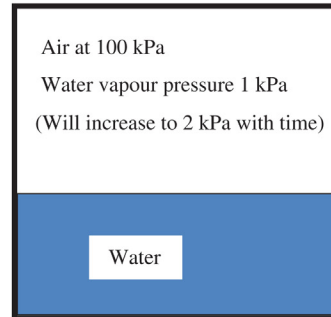 Air at 100 kPa
Water vapour pressure 1 kPa
(Will increase to 2 kPa with time)
Water